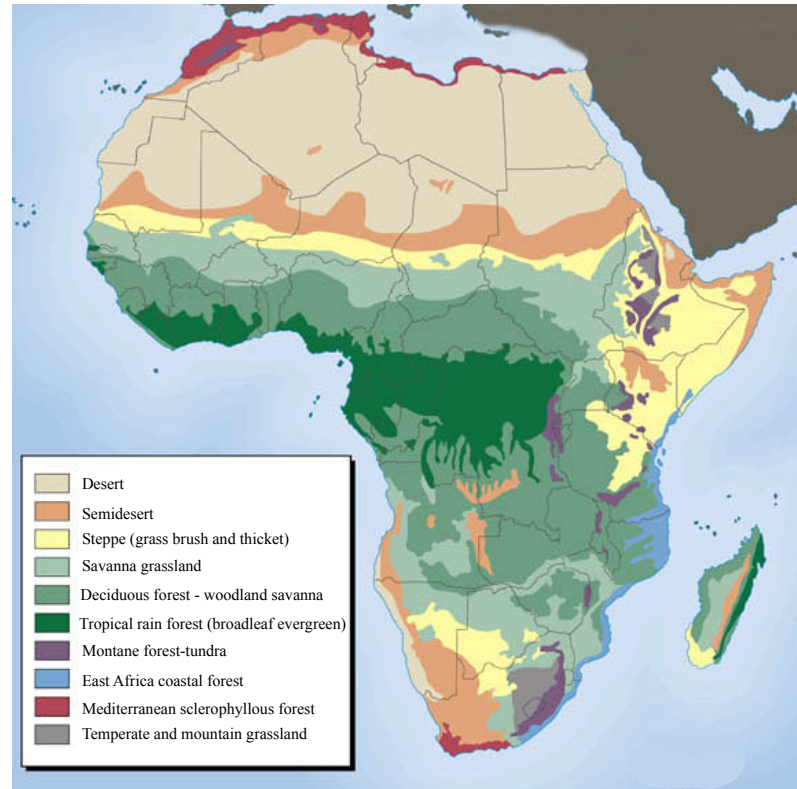 Desert
Semidesert
Steppe (grass brush and thicket)
Savanna grassland
Deciduous forest - woodland savanna
Tropical rain forest (broadleaf evergreen)
Montane forest-tundra
East Africa coastal forest
Mediterranean sclerophyllous forest
Temperate and mountain grassland